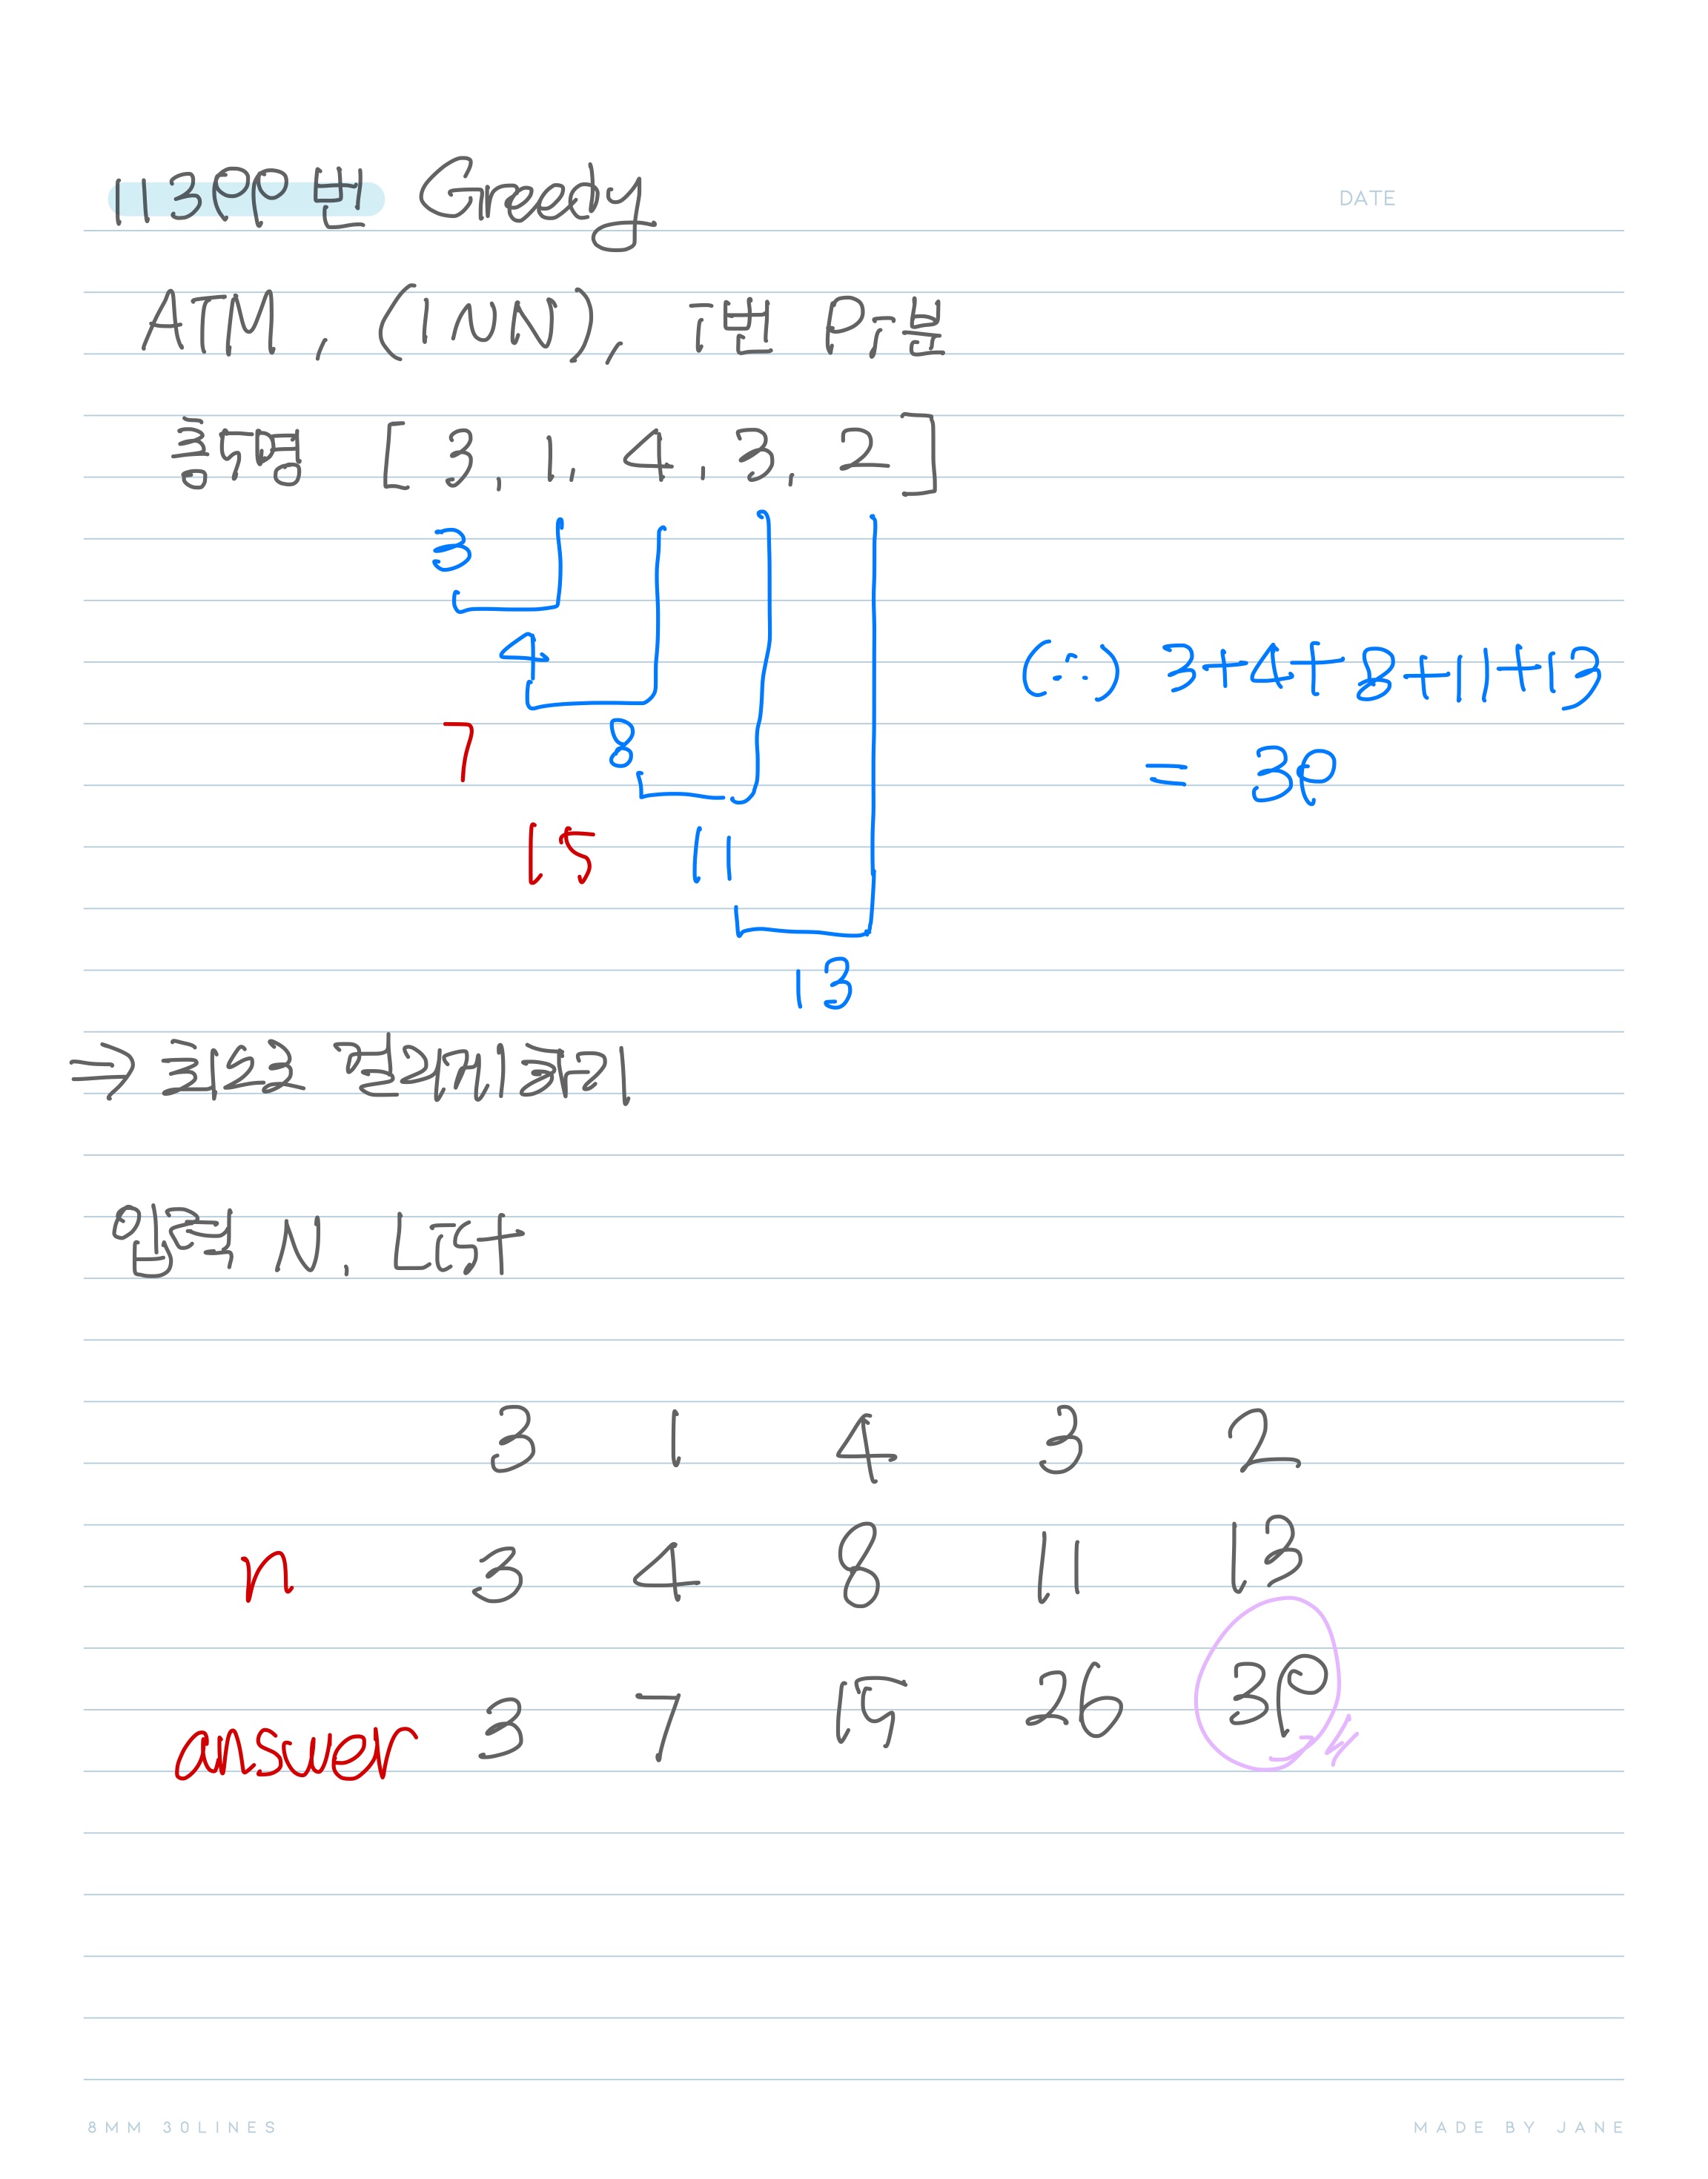 11399번 Greedy
DATE
ATM, (1 N N), i번 Pi분
총 5명 [3, 1, 4, 3, 2]
3
4
7 8
15 11
13
(∴) 3+4+8+11+13
= 39
⇒ 최소로 전역에 하기
입력 N. List
3 1 4 3 2
n 3 4 8 11 13
answer 3 7 15 26 39
8MM 30LINES
MADE BY JANE